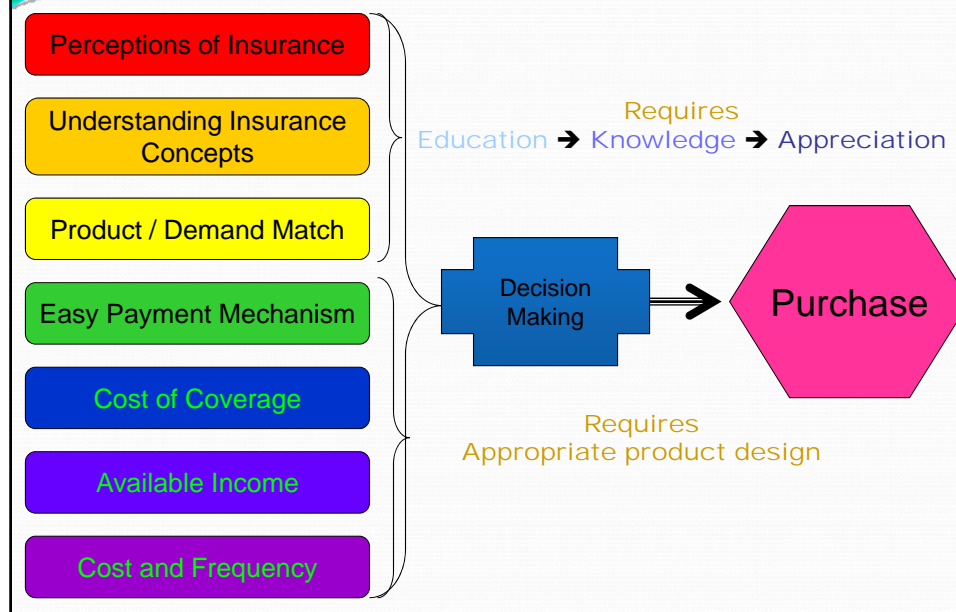 Perceptions of Insurance
Understanding Insurance
Concepts
Product / Demand Match
Easy Payment Mechanism
Cost of Coverage
Available Income
Cost and Frequency
Requires
Education ➔ Knowledge ➔ Appreciation
Decision
Making
Purchase
Requires
Appropriate product design